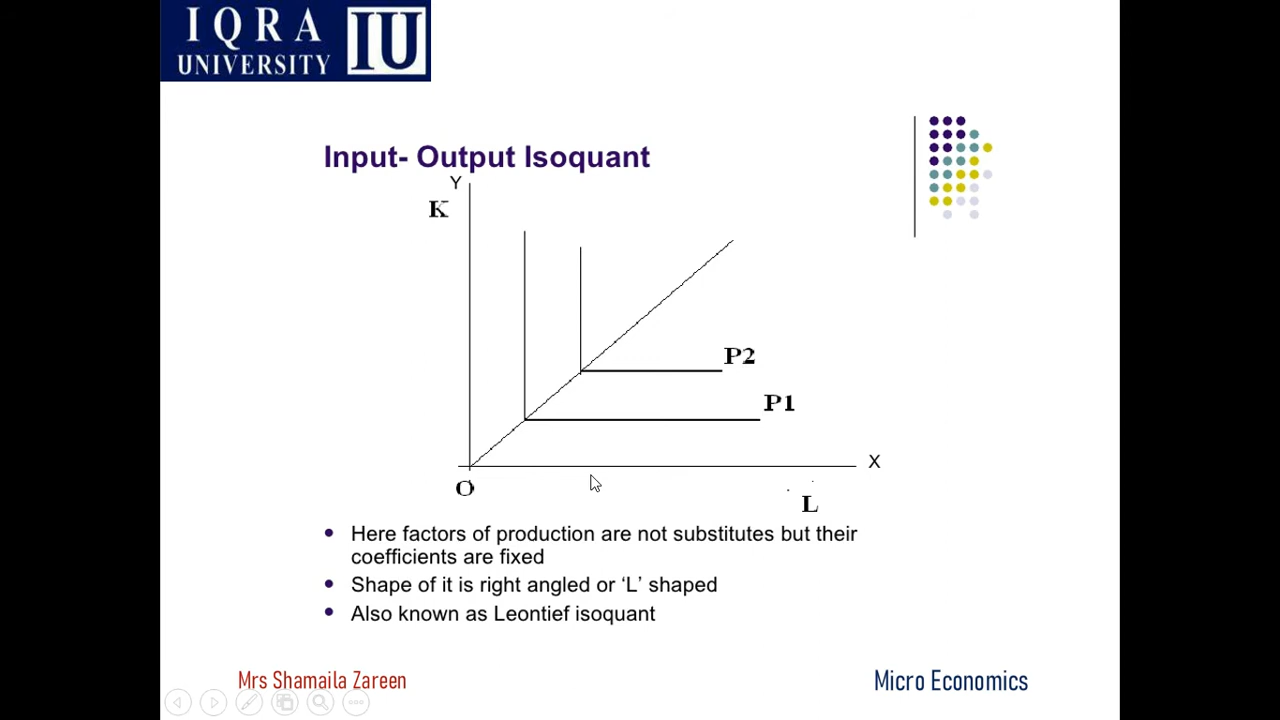 IQRA
UNIVERSITY
IU
Input- Output Isoquant
Y
K
P2
P1
X
O
L
Here factors of production are not substitutes but their
coefficients are fixed
Shape of it is right angled or ‘L’ shaped
Also known as Leontief isoquant
Mrs Shamaila Zareen
Micro Economics